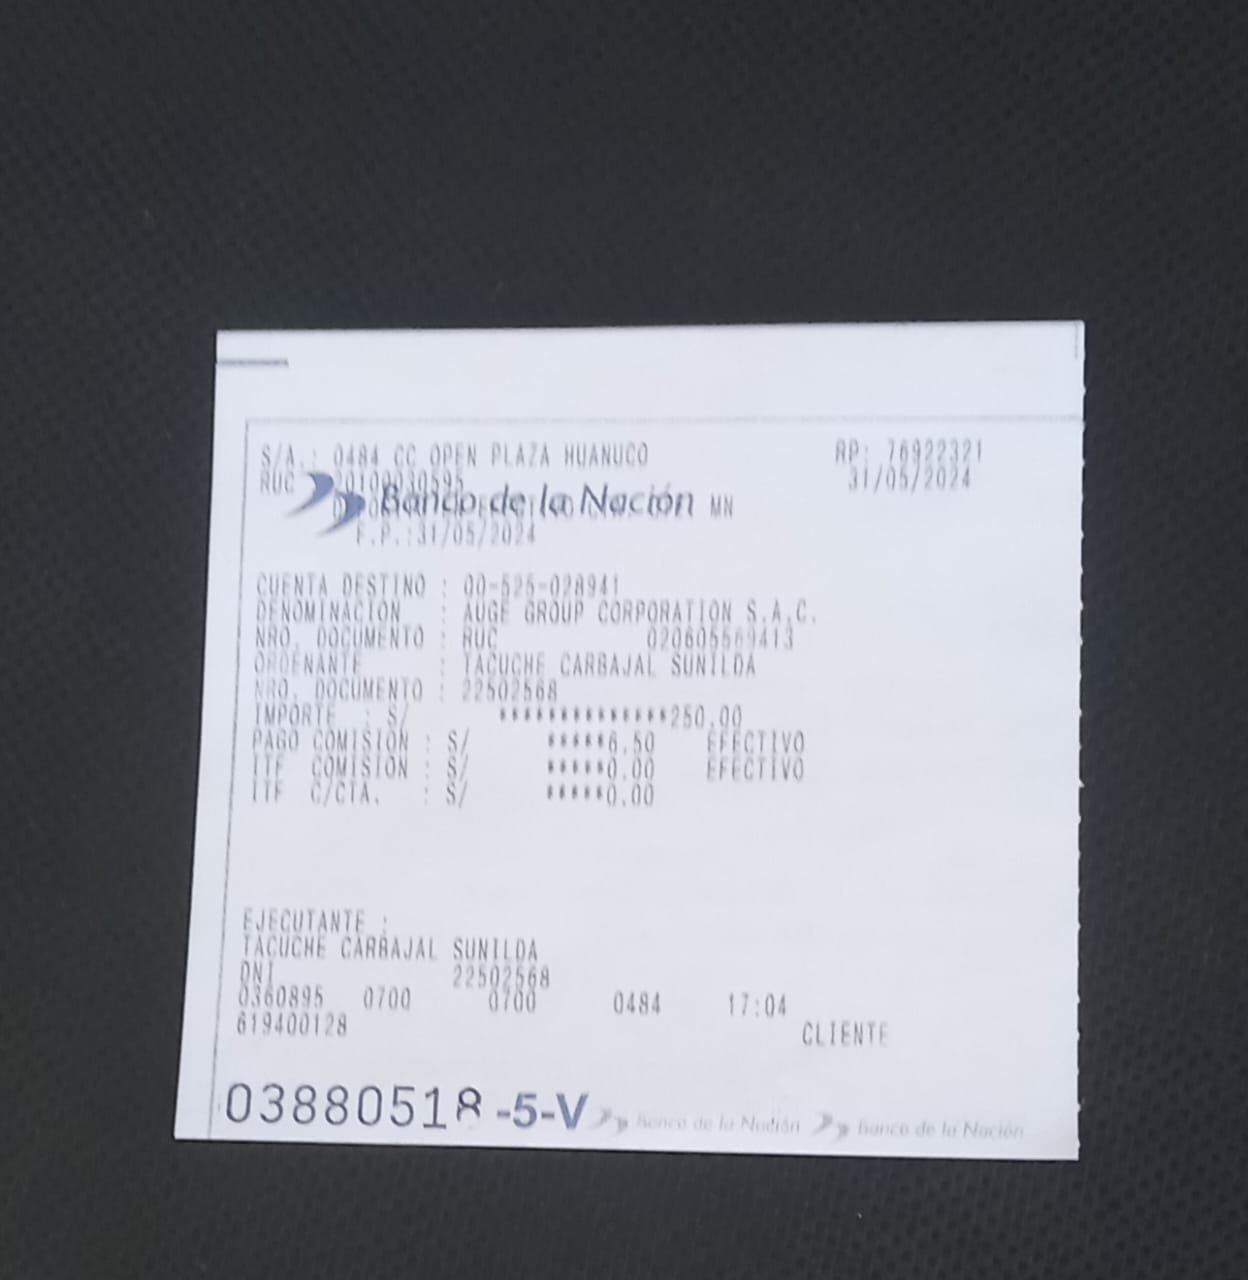 S/A.: 0484 CC OPEN PLAZA HUANUCO RP: 76922321
RUC 20100030595 31/05/2024
Banco de la Nación MN
F.P.:31/05/2024
CUENTA DESTINO : 00-525-028941
DENOMINACION : AUGE GROUP CORPORATION S.A.C.
NRO. DOCUMENTO : RUC 020605569413
ORDENANTE : TACUCHE CARBAJAL SUNILDA
NRO. DOCUMENTO : 22502568
IMPORTE : S/ **************250.00
PAGO COMISION : S/ *****6.50 EFECTIVO
ITF COMISION : S/ *****0.00 EFECTIVO
ITF C/CTA. : S/ *****0.00
EJECUTANTE :
TACUCHE CARBAJAL SUNILDA
DNI 22502568
0360895 0700 0700 0484 17:04
619400128
CLIENTE
03880518-5-V Banco de la Nación Banco de la Nación